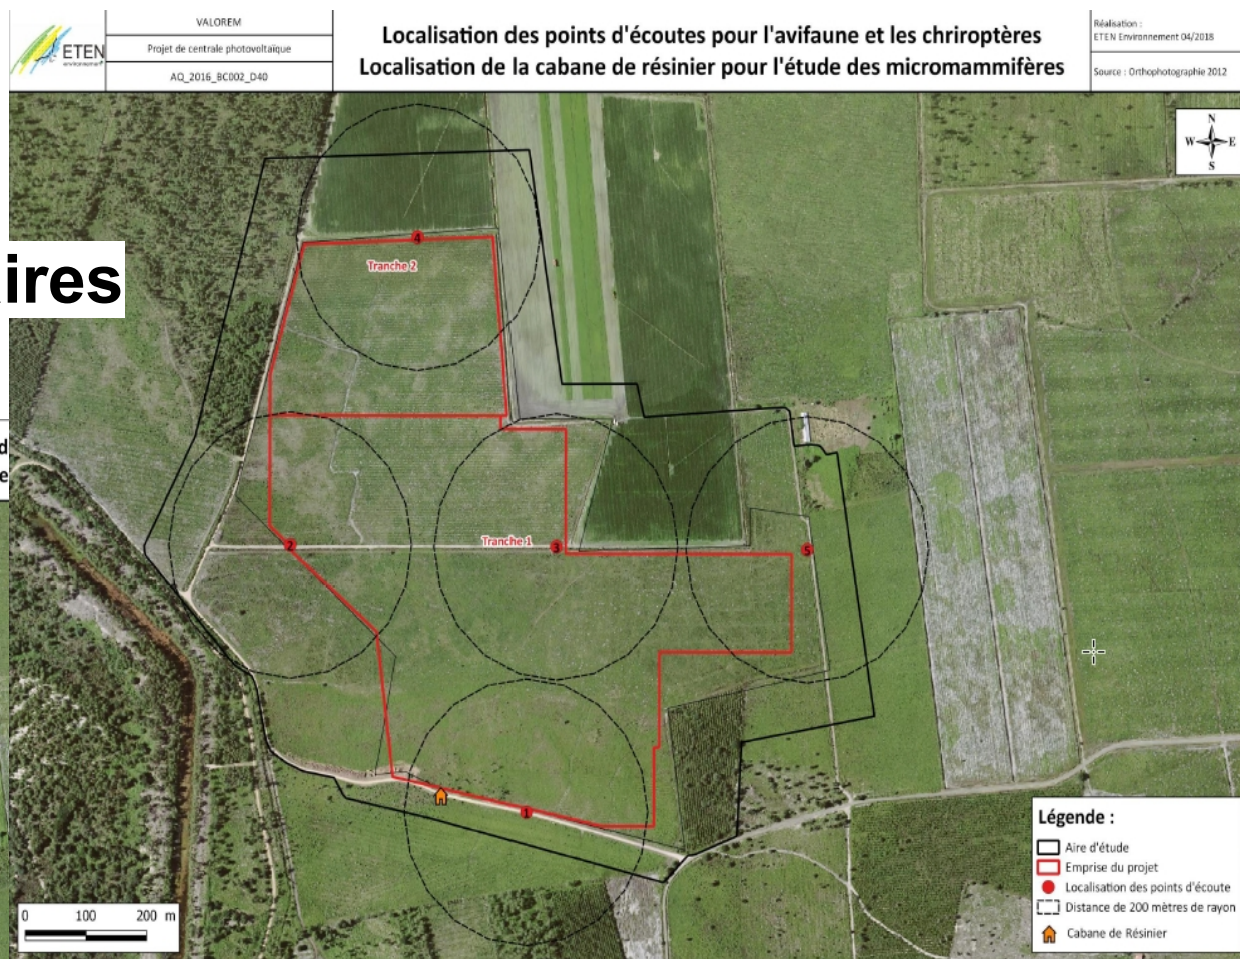 ETEN
environnement
VALOREM
Projet de centrale photovoltaïque
AQ_2016_BC002_D40
Localisation des points d'écoutes pour l'avifaune et les chriroptères
Localisation de la cabane de résinier pour l'étude des micromammifères
Réalisation :
ETEN Environnement 04/2018
Source : Orthophotographie 2012
N
W E
S
ires
4
Tranche 2
d
e
2
Tranche 1
3
5
1
Légende :
Aire d'étude
Emprise du projet
Localisation des points d'écoute
Distance de 200 mètres de rayon
Cabane de Résinier
0 100 200 m